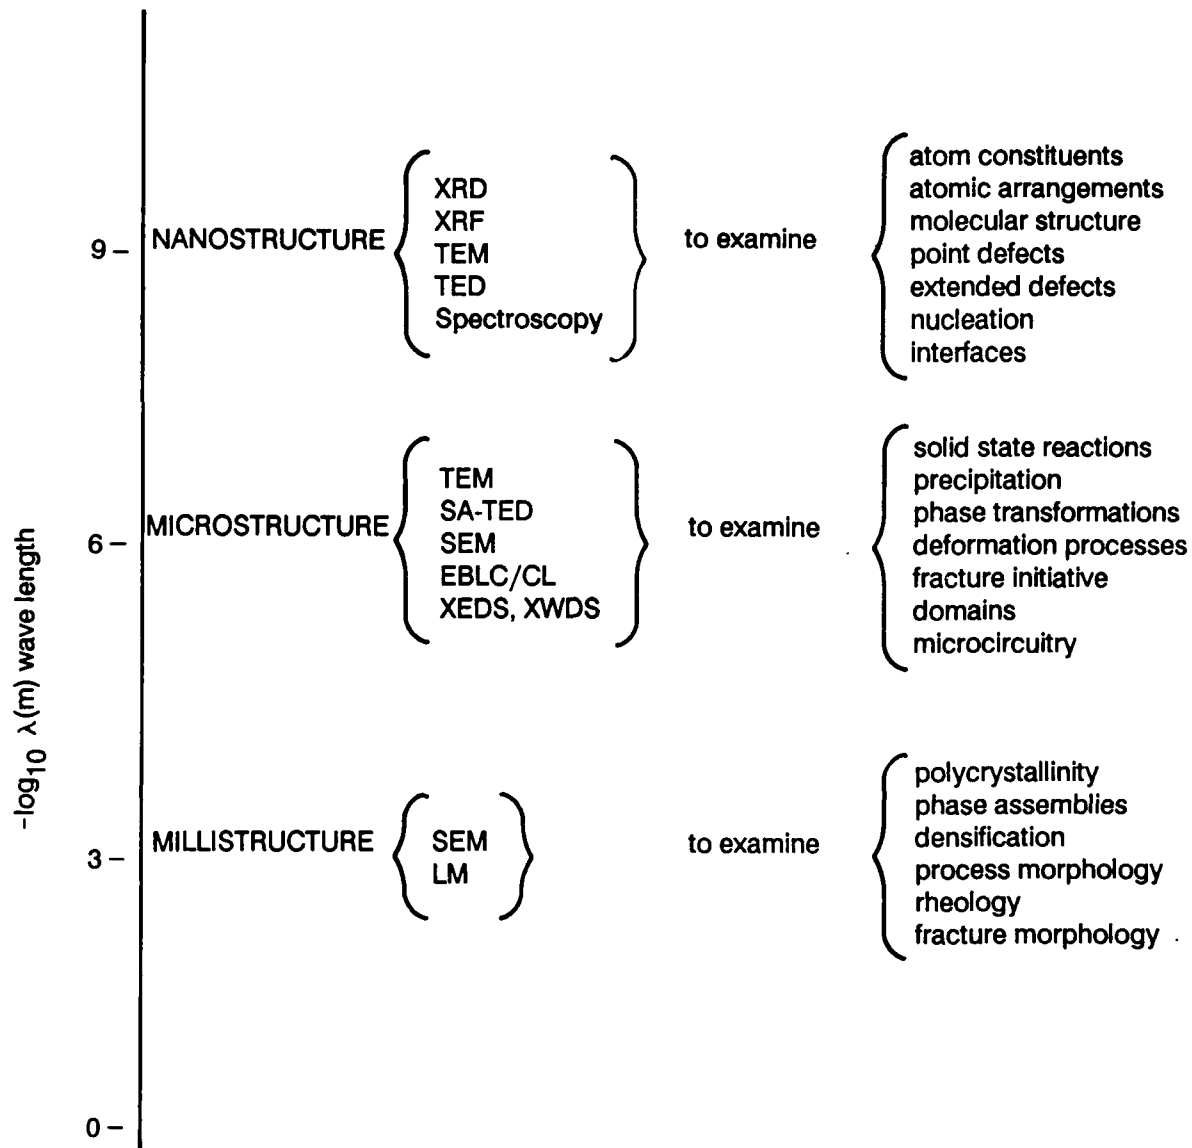 NANOSTRUCTURE
XRD
XRF
TEM
TED
Spectroscopy
to examine
atom constituents
atomic arrangements
molecular structure
point defects
extended defects
nucleation
interfaces
9
MICROSTRUCTURE
TEM
SA-TED
SEM
EBLC/CL
XEDS, XWDS
to examine
solid state reactions
precipitation
phase transformations
deformation processes
fracture initiative
domains
microcircuitry
6
-log10 λ(m) wave length
MILLISTRUCTURE
SEM
LM
to examine
polycrystallinity
phase assemblies
densification
process morphology
rheology
fracture morphology
3
0